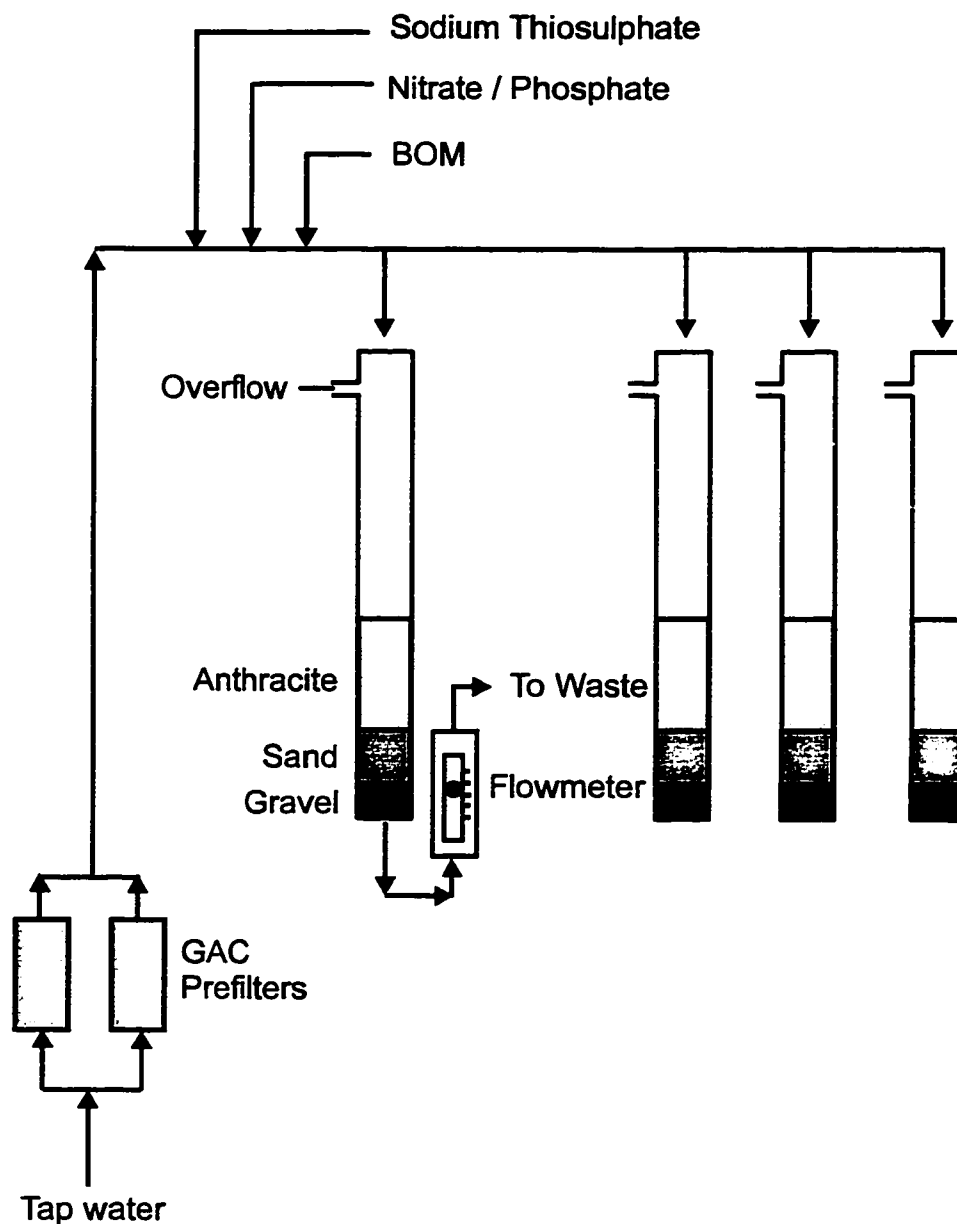 Sodium Thiosulphate
Nitrate / Phosphate
BOM
Overflow
Anthracite
To Waste
Sand
Flowmeter
Gravel
GAC
Prefilters
Tap water